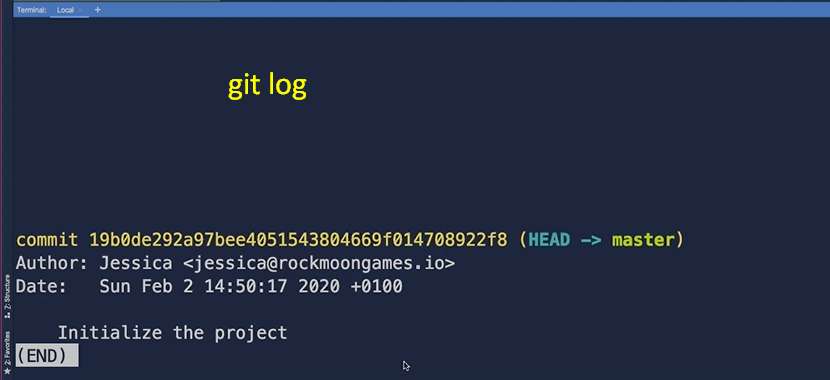 Terminal: Local × +
git log
commit 19b0de292a97bee4051543804669f014708922f8 (HEAD -> master)
Author: Jessica <jessica@rockmoongames.io>
Date:   Sun Feb 2 14:50:17 2020 +0100
Initialize the project
(END)
7: Structure
2: Favorites